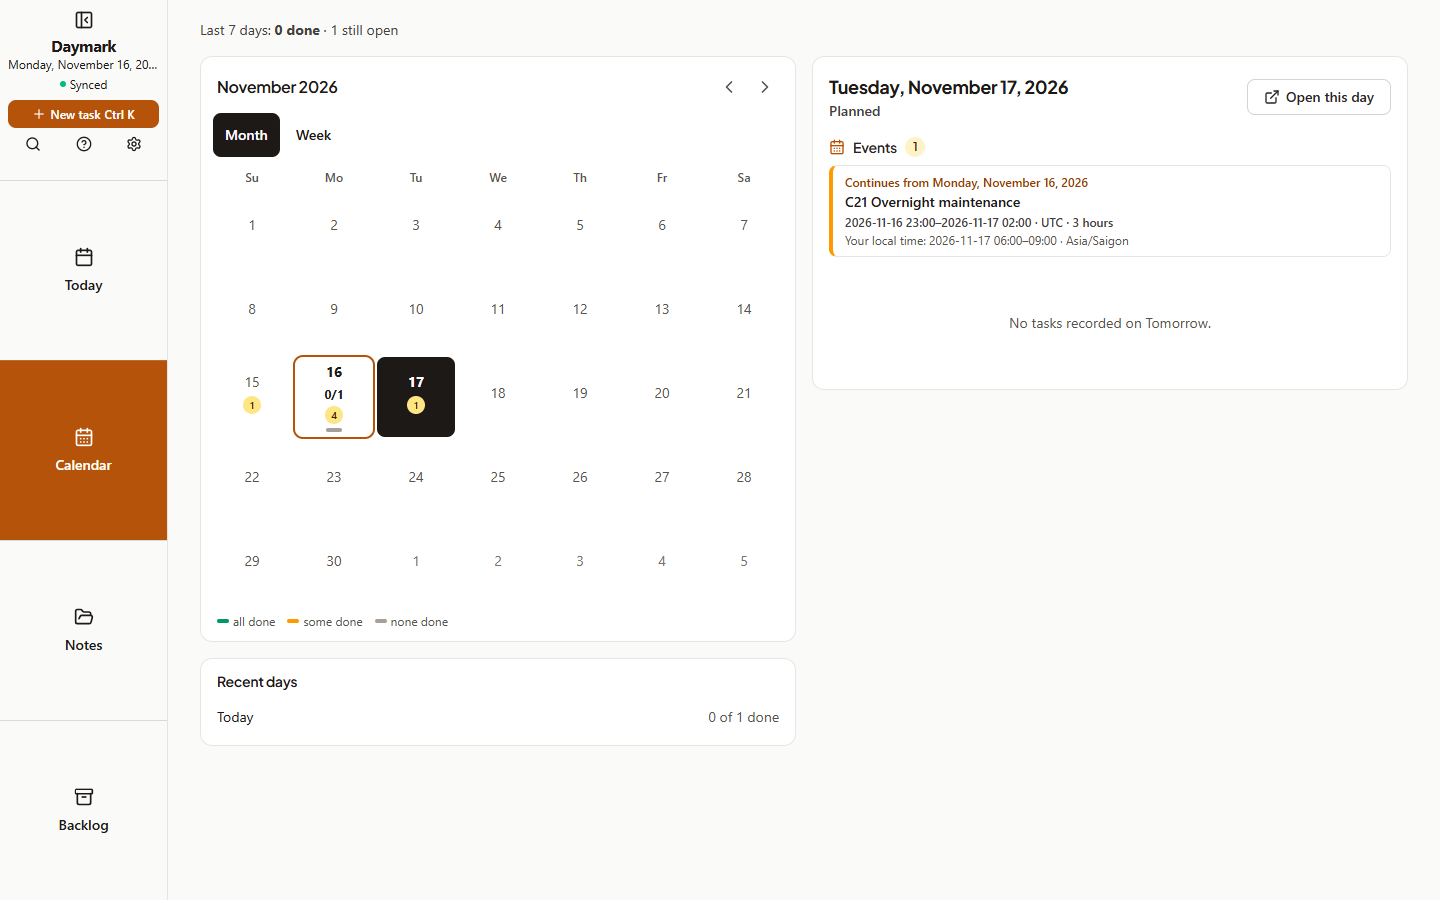 Daymark
Monday, November 16, 20...
Synced
+ New task Ctrl K
Today
Calendar
Notes
Backlog
Last 7 days: 0 done · 1 still open
November 2026
Month Week
Su Mo Tu We Th Fr Sa
1 2 3 4 5 6 7
8 9 10 11 12 13 14
15 16 17 18 19 20 21
0/1
1 4 1
22 23 24 25 26 27 28
29 30 1 2 3 4 5
all done some done none done
Recent days
Today 0 of 1 done
Tuesday, November 17, 2026
Planned
Open this day
Events 1
Continues from Monday, November 16, 2026
C21 Overnight maintenance
2026-11-16 23:00–2026-11-17 02:00 · UTC · 3 hours
Your local time: 2026-11-17 06:00–09:00 · Asia/Saigon
No tasks recorded on Tomorrow.